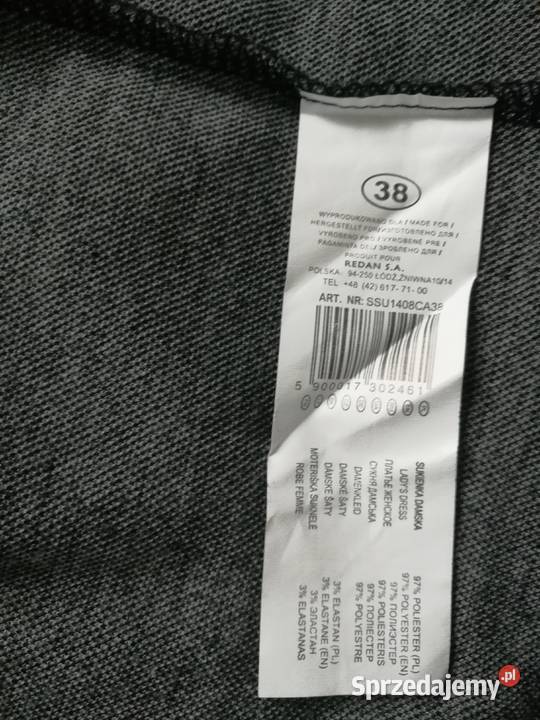 38
WYPRODUKOWANO DLA / MADE FOR /
HERGESTELLT FÜR / ИЗГОТОВЛЕНО ДЛЯ /
VYROBENO PRO / VYROBENÉ PRE /
PAGAMINTA DEL / ЗРОБЛЕНО ДЛЯ /
PRODUIT POUR
REDAN S.A.
POLSKA, 94-250 ŁÓDŹ, ŻNIWNA 10/14
TEL +48 (42) 617- 71- 00
ART. NR: SSU1408CA38
5 900017 302461
SUKIENKA DAMSKA
LADY'S DRESS
ПЛАТЬЕ ЖЕНСКОЕ
СУКНЯ ДАМСЬКА
DAMENKLEID
DÁMSKÉ ŠATY
DÁMSKE ŠATY
MOTERIŠKA SUKNELĖ
ROBE FEMME
97% POLIESTER (PL)
97% POLYESTER (EN)
97% ПОЛИЭСТЕР
97% POLIESTERIS
97% ПОЛІЕСТЕР
97% POLYESTRE
3% ELASTAN (PL)
3% ELASTANE (EN)
3% ЭЛАСТАН
3% ELASTANAS
Sprzedajemy.pl